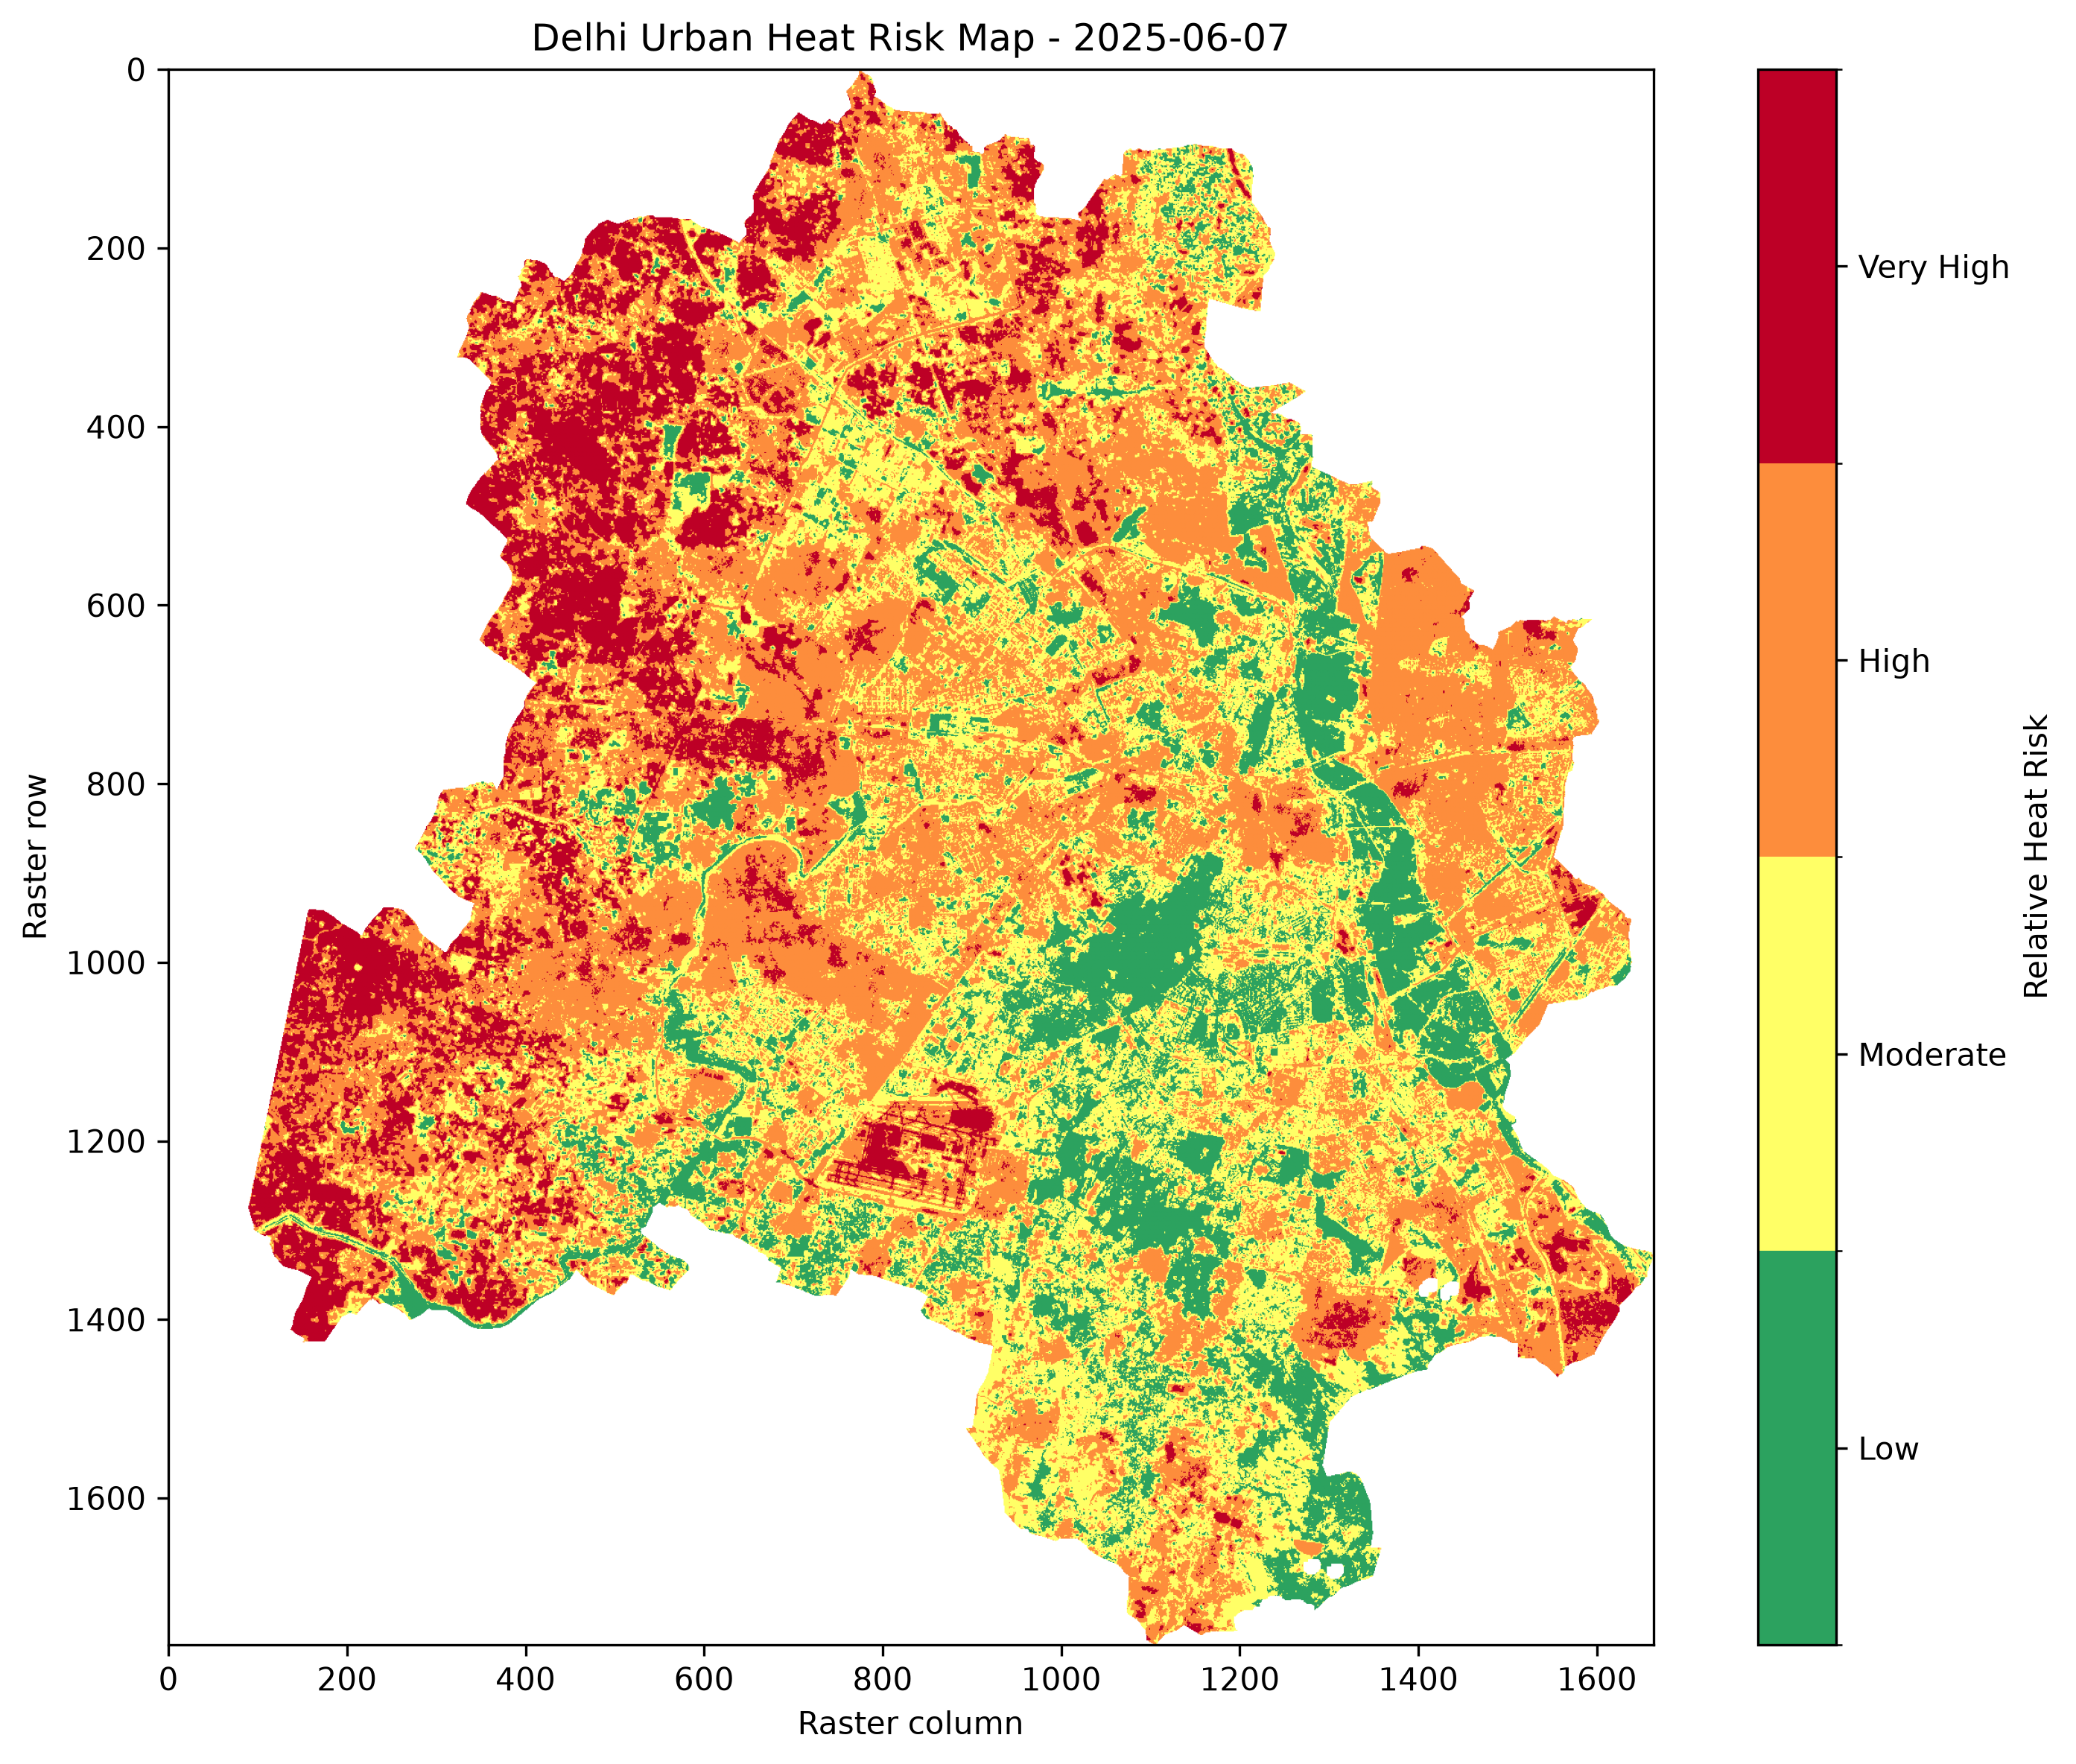 Delhi Urban Heat Risk Map - 2025-06-07
0
200
400
600
800
1000
1200
1400
1600
Raster row
0 200 400 600 800 1000 1200 1400 1600
Raster column
Very High
High
Moderate
Low
Relative Heat Risk